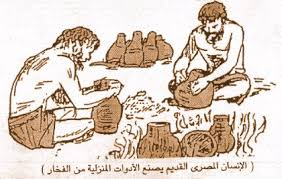 ( الإنسان المصرى القديم يصنع الأدوات المنزلية من الفخار )